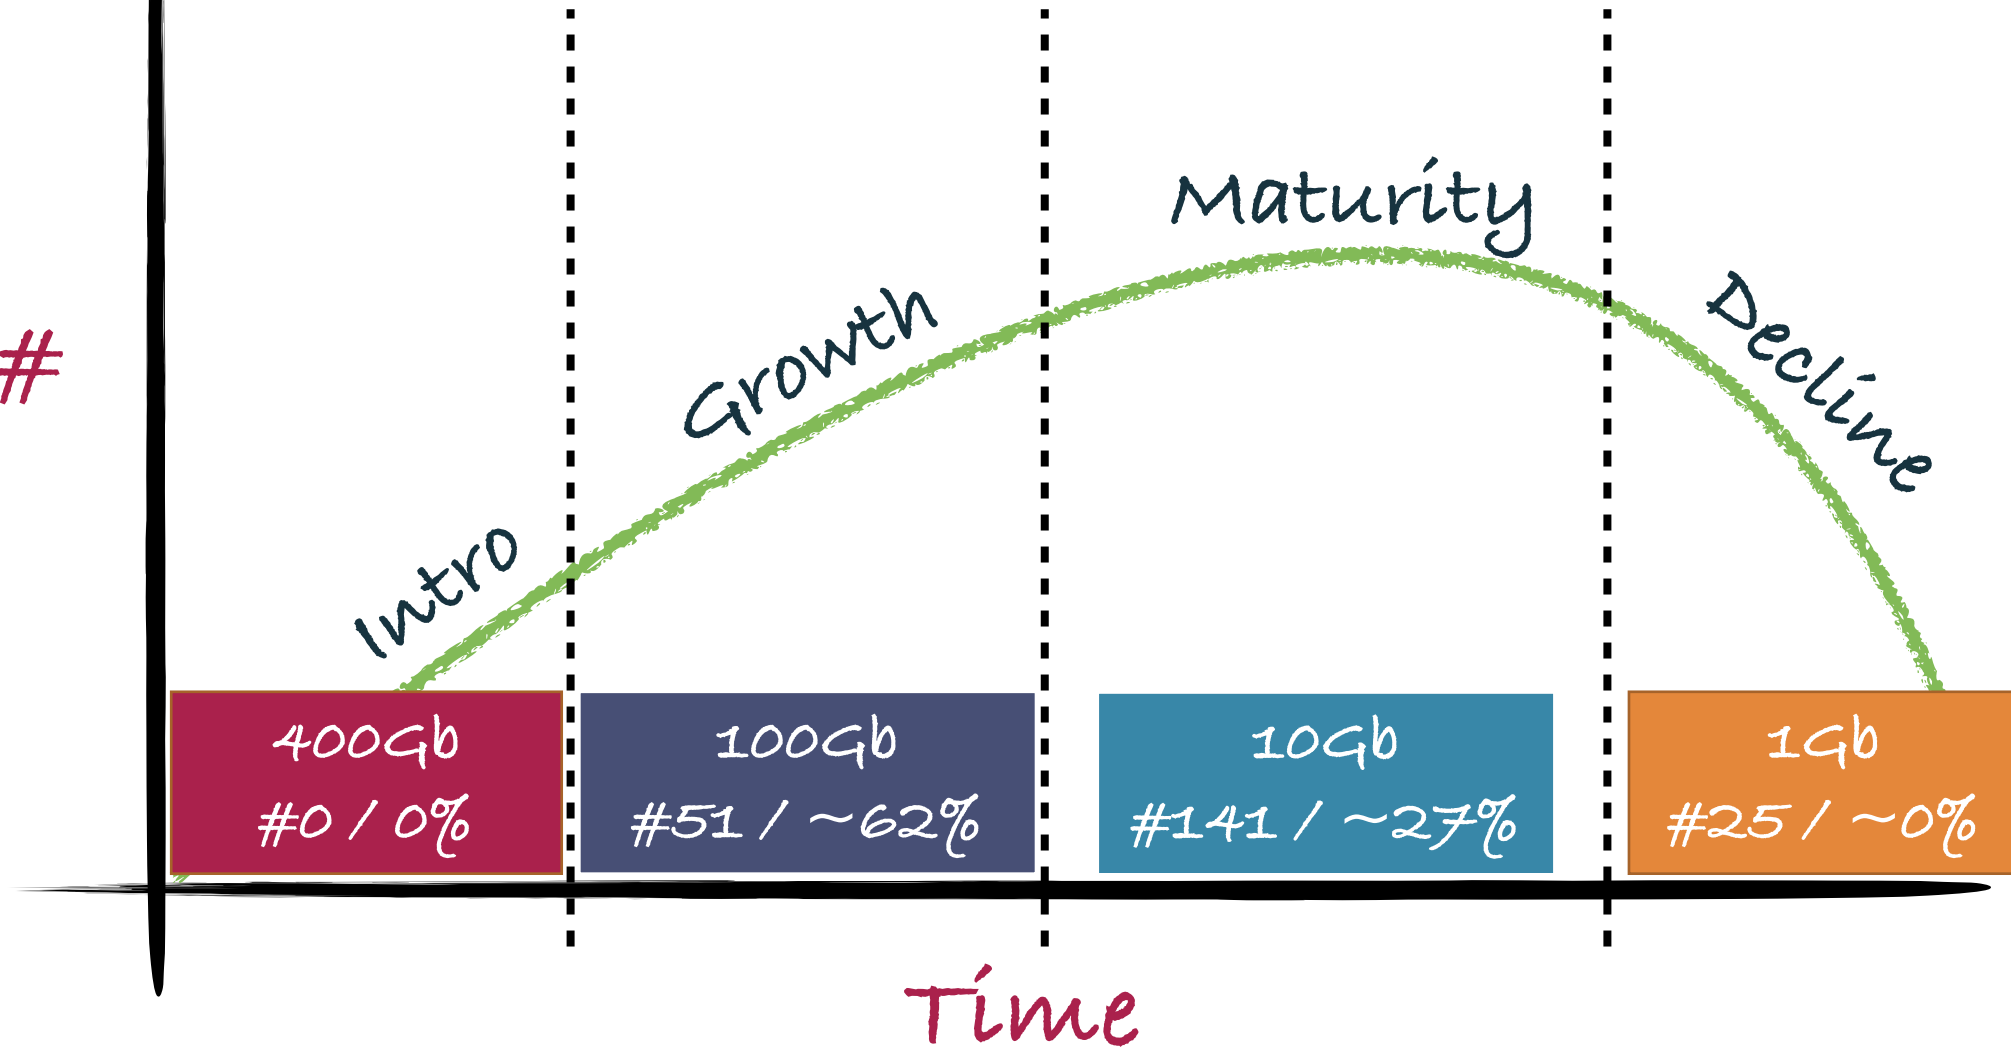 Maturity
Growth
Decline
Intro
#
400Gb
#0 / 0%
100Gb
#51 / ~62%
10Gb
#141 / ~27%
1Gb
#25 / ~0%
Time